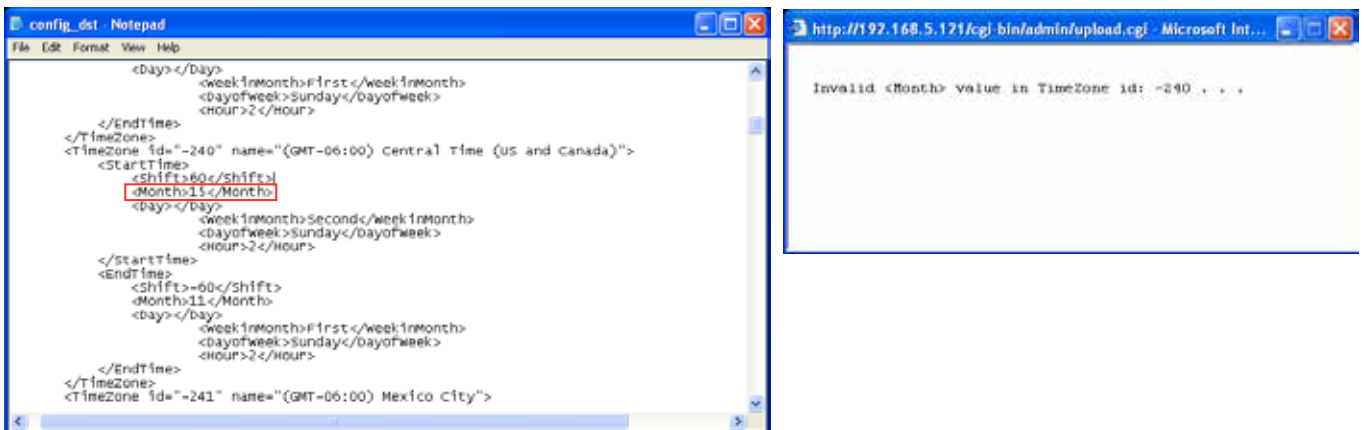 config_dst - Notepad
File Edit Format View Help
<Day></Day>
<WeekInMonth>First</WeekInMonth>
<DayofWeek>Sunday</DayofWeek>
<Hour>2</Hour>
</EndTime>
</TimeZone>
<TimeZone id="-240" name="(GMT-06:00) Central Time (US and Canada)">
<StartTime>
<Shift>60</Shift>
<Month>15</Month>
<Day></Day>
<WeekInMonth>Second</WeekInMonth>
<DayofWeek>Sunday</DayofWeek>
<Hour>2</Hour>
</StartTime>
<EndTime>
<Shift>-60</Shift>
<Month>11</Month>
<Day></Day>
<WeekInMonth>First</WeekInMonth>
<DayofWeek>Sunday</DayofWeek>
<Hour>2</Hour>
</EndTime>
</TimeZone>
<TimeZone id="-241" name="(GMT-06:00) Mexico City">
http://192.168.5.121/cgi-bin/admin/upload.cgi - Microsoft Int...
Invalid <Month> value in TimeZone id: -240 . . .